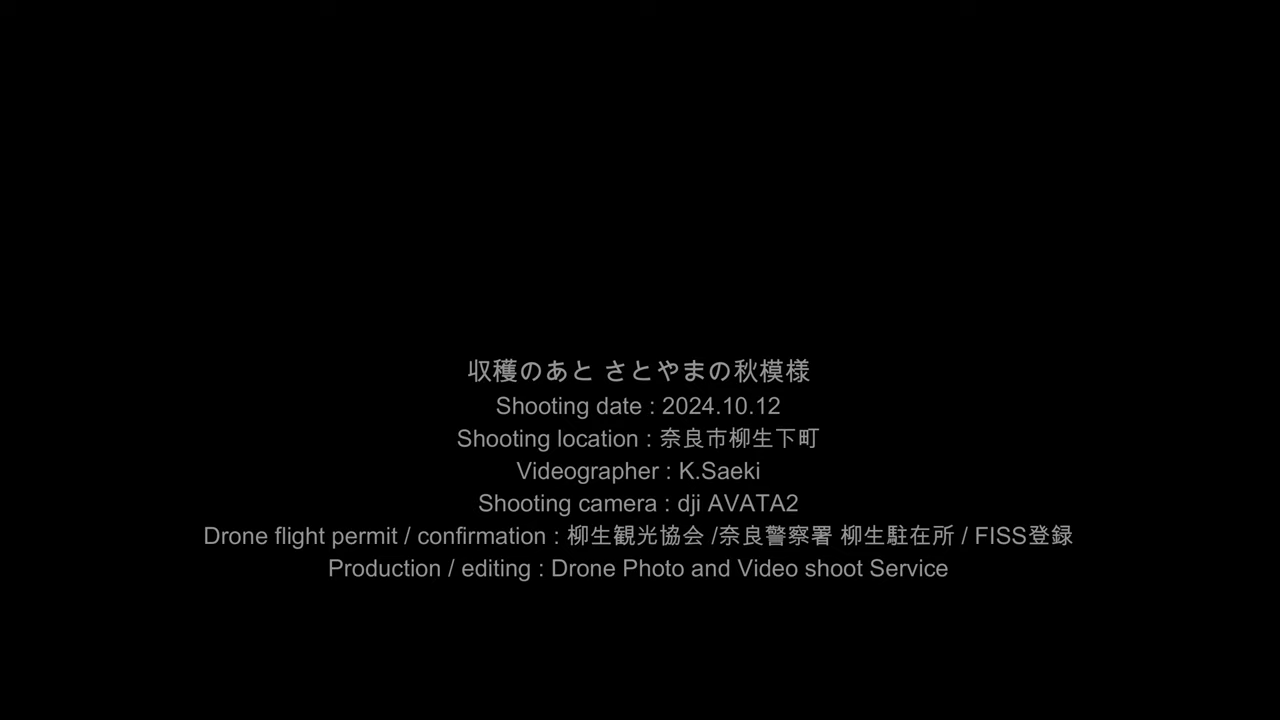 収穫のあと さとやまの秋模様
Shooting date : 2024.10.12
Shooting location : 奈良市柳生下町
Videographer : K.Saeki
Shooting camera : dji AVATA2
Drone flight permit / confirmation : 柳生観光協会 /奈良警察署 柳生駐在所 / FISS登録
Production / editing : Drone Photo and Video shoot Service